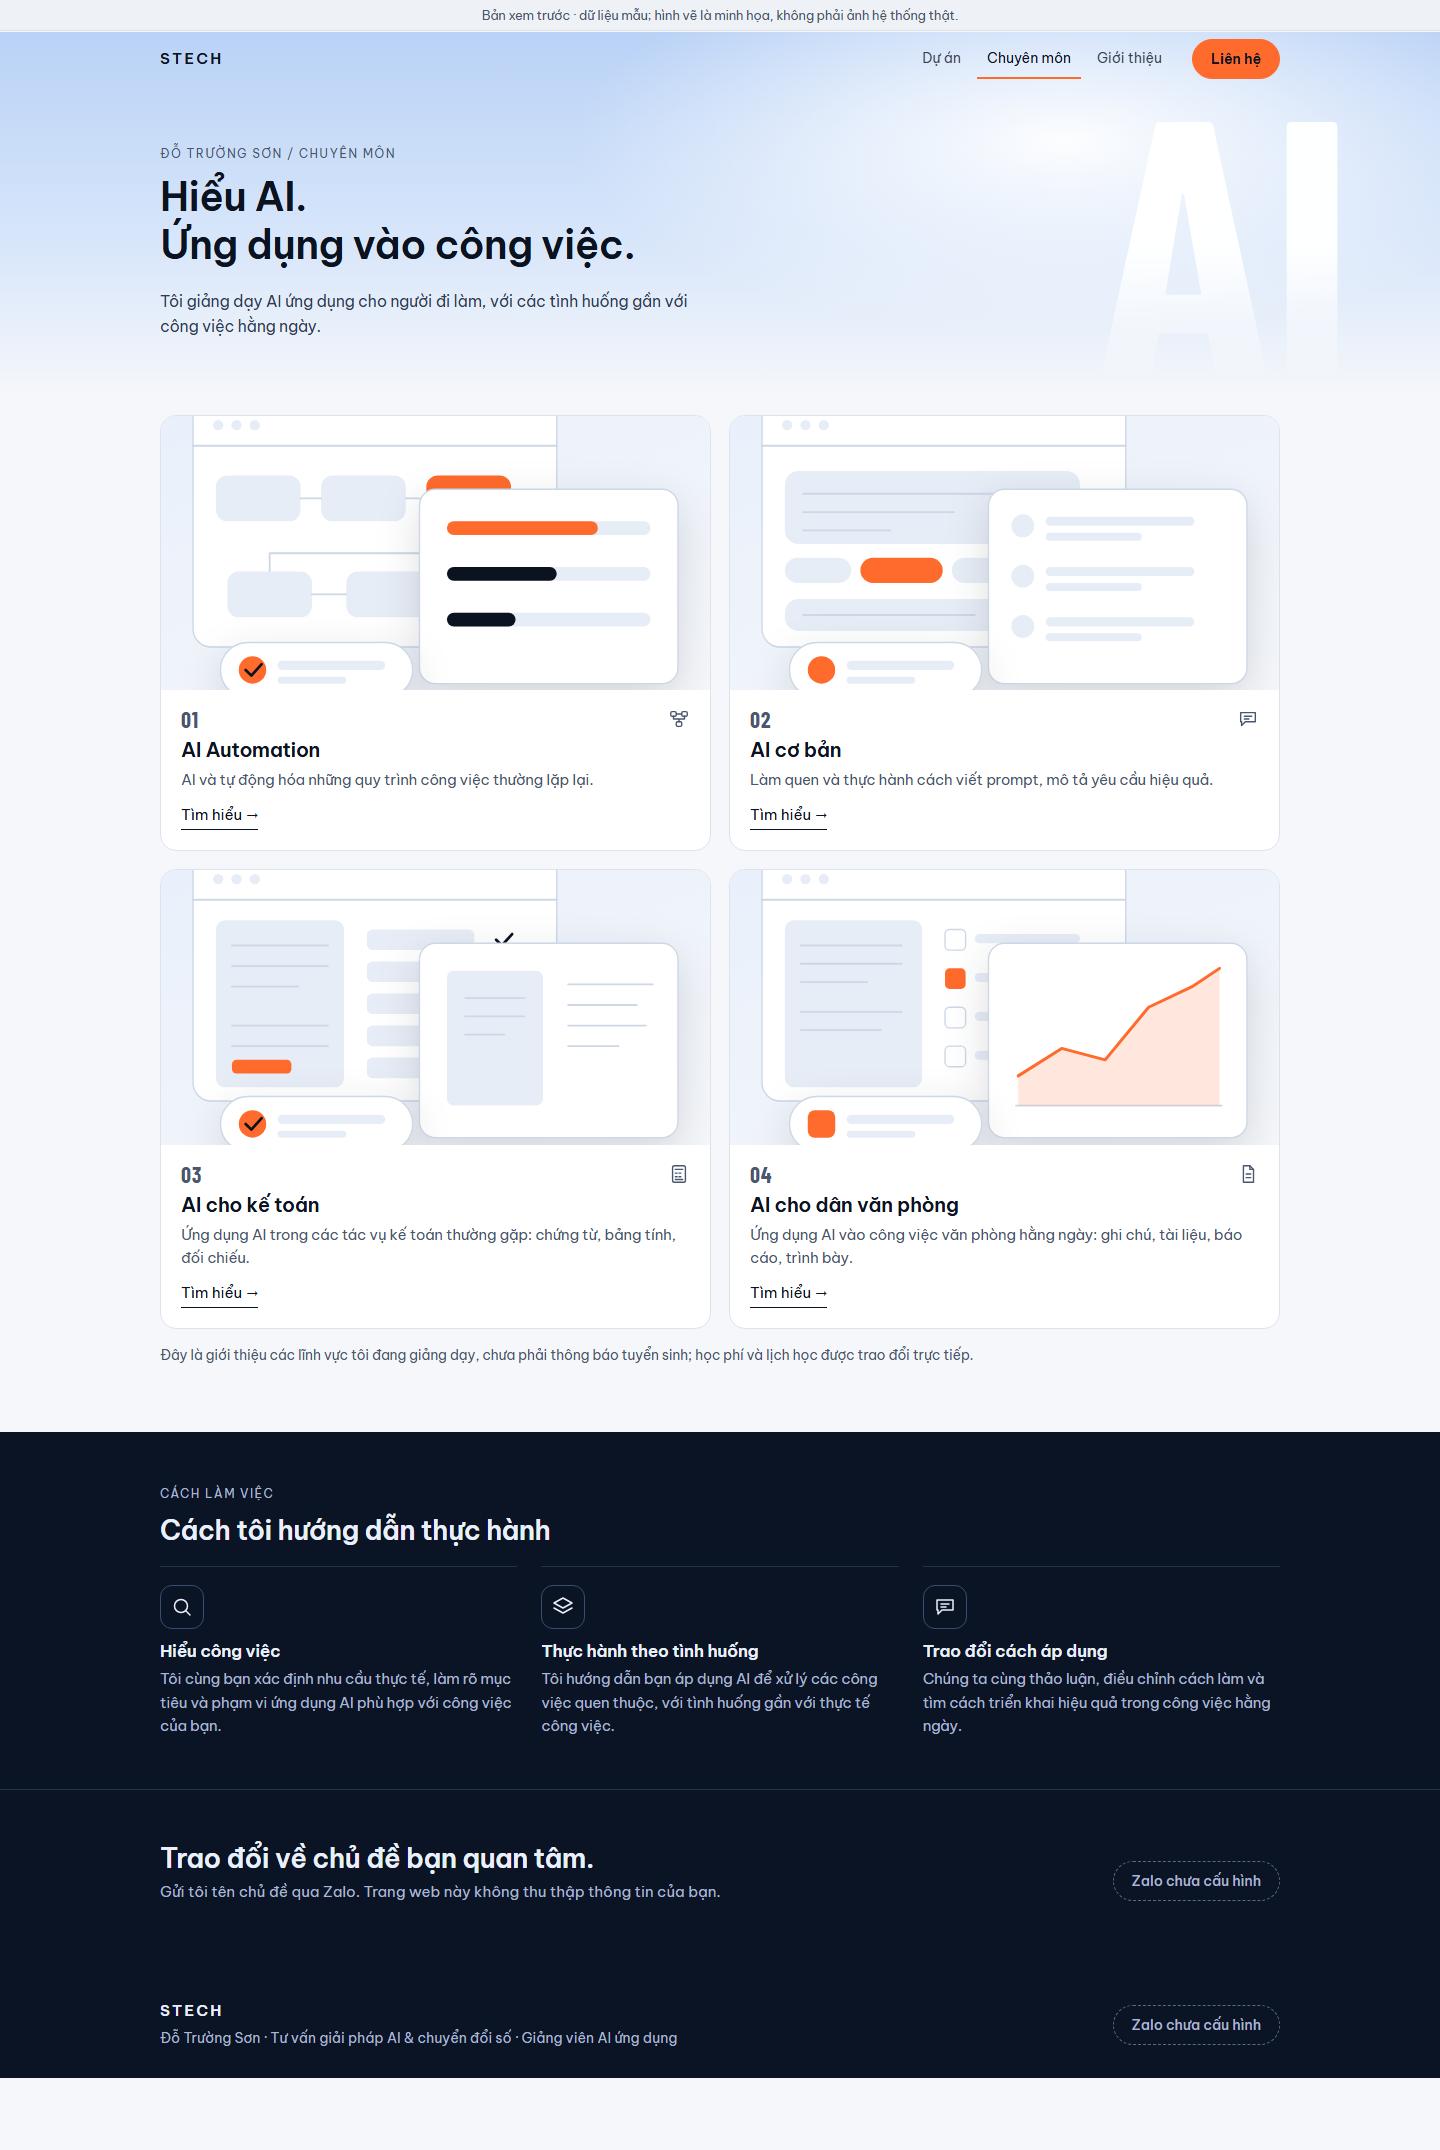 Bản xem trước · dữ liệu mẫu; hình vẽ là minh họa, không phải ảnh hệ thống thật.
STECH
Dự án
Chuyên môn
Giới thiệu
Liên hệ
ĐỖ TRƯỜNG SƠN / CHUYÊN MÔN
Hiểu AI.
Ứng dụng vào công việc.
Tôi giảng dạy AI ứng dụng cho người đi làm, với các tình huống gần với
công việc hằng ngày.
AI
01
AI Automation
AI và tự động hóa những quy trình công việc thường lặp lại.
Tìm hiểu →
02
AI cơ bản
Làm quen và thực hành cách viết prompt, mô tả yêu cầu hiệu quả.
Tìm hiểu →
03
AI cho kế toán
Ứng dụng AI trong các tác vụ kế toán thường gặp: chứng từ, bảng tính,
đối chiếu.
Tìm hiểu →
04
AI cho dân văn phòng
Ứng dụng AI vào công việc văn phòng hằng ngày: ghi chú, tài liệu, báo
cáo, trình bày.
Tìm hiểu →
Đây là giới thiệu các lĩnh vực tôi đang giảng dạy, chưa phải thông báo tuyển sinh; học phí và lịch học được trao đổi trực tiếp.
CÁCH LÀM VIỆC
Cách tôi hướng dẫn thực hành
Hiểu công việc
Tôi cùng bạn xác định nhu cầu thực tế, làm rõ mục
tiêu và phạm vi ứng dụng AI phù hợp với công việc
của bạn.
Thực hành theo tình huống
Tôi hướng dẫn bạn áp dụng AI để xử lý các công
việc quen thuộc, với tình huống gần với thực tế
công việc.
Trao đổi cách áp dụng
Chúng ta cùng thảo luận, điều chỉnh cách làm và
tìm cách triển khai hiệu quả trong công việc hằng
ngày.
Trao đổi về chủ đề bạn quan tâm.
Gửi tôi tên chủ đề qua Zalo. Trang web này không thu thập thông tin của bạn.
Zalo chưa cấu hình
STECH
Đỗ Trường Sơn · Tư vấn giải pháp AI & chuyển đổi số · Giảng viên AI ứng dụng
Zalo chưa cấu hình